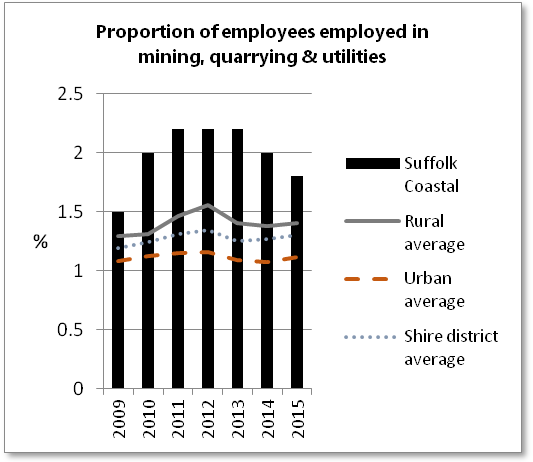 Proportion of employees employed in
mining, quarrying & utilities
2.5
2
1.5
1
0.5
0
%
2009
2010
2011
2012
2013
2014
2015
Suffolk
Coastal
Rural
average
Urban
average
Shire district
average